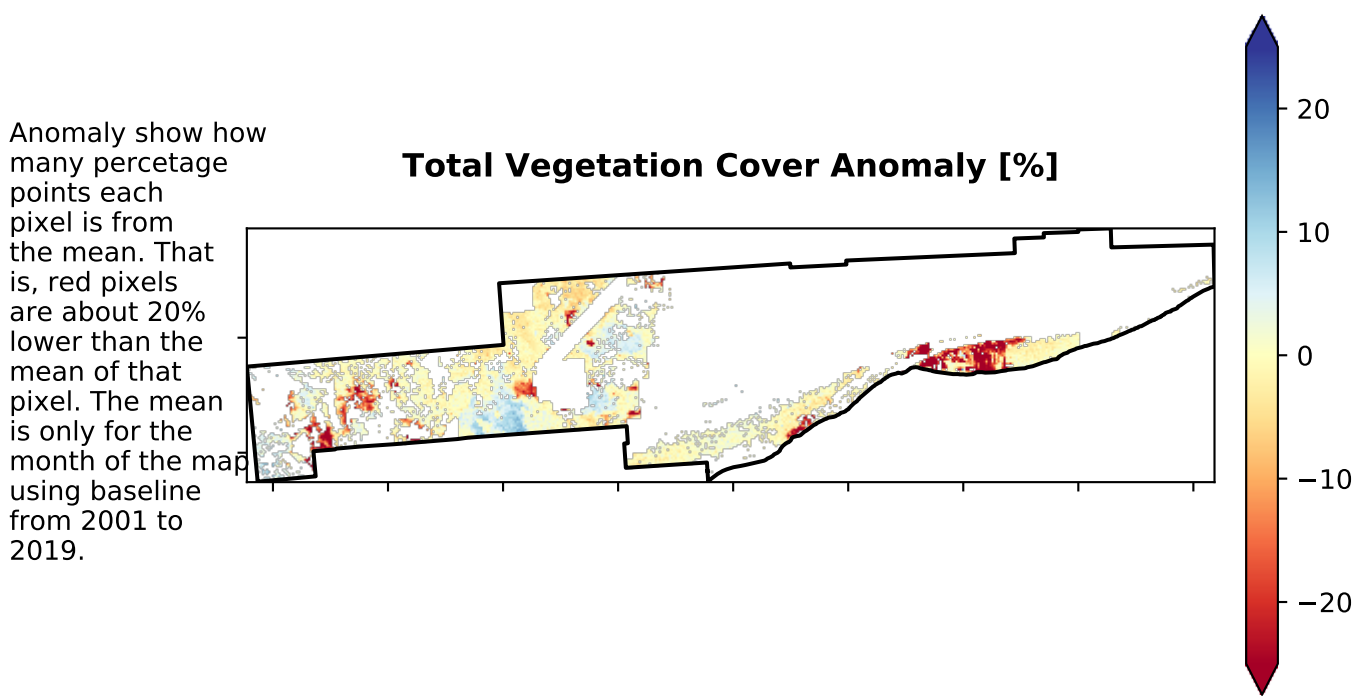 Anomaly show how
many percetage
points each
pixel is from
the mean. That
is, red pixels
are about 20%
lower than the
mean of that
pixel. The mean
is only for the
month of the map
using baseline
from 2001 to
2019.
Total Vegetation Cover Anomaly [%]
20
10
0
−10
−20